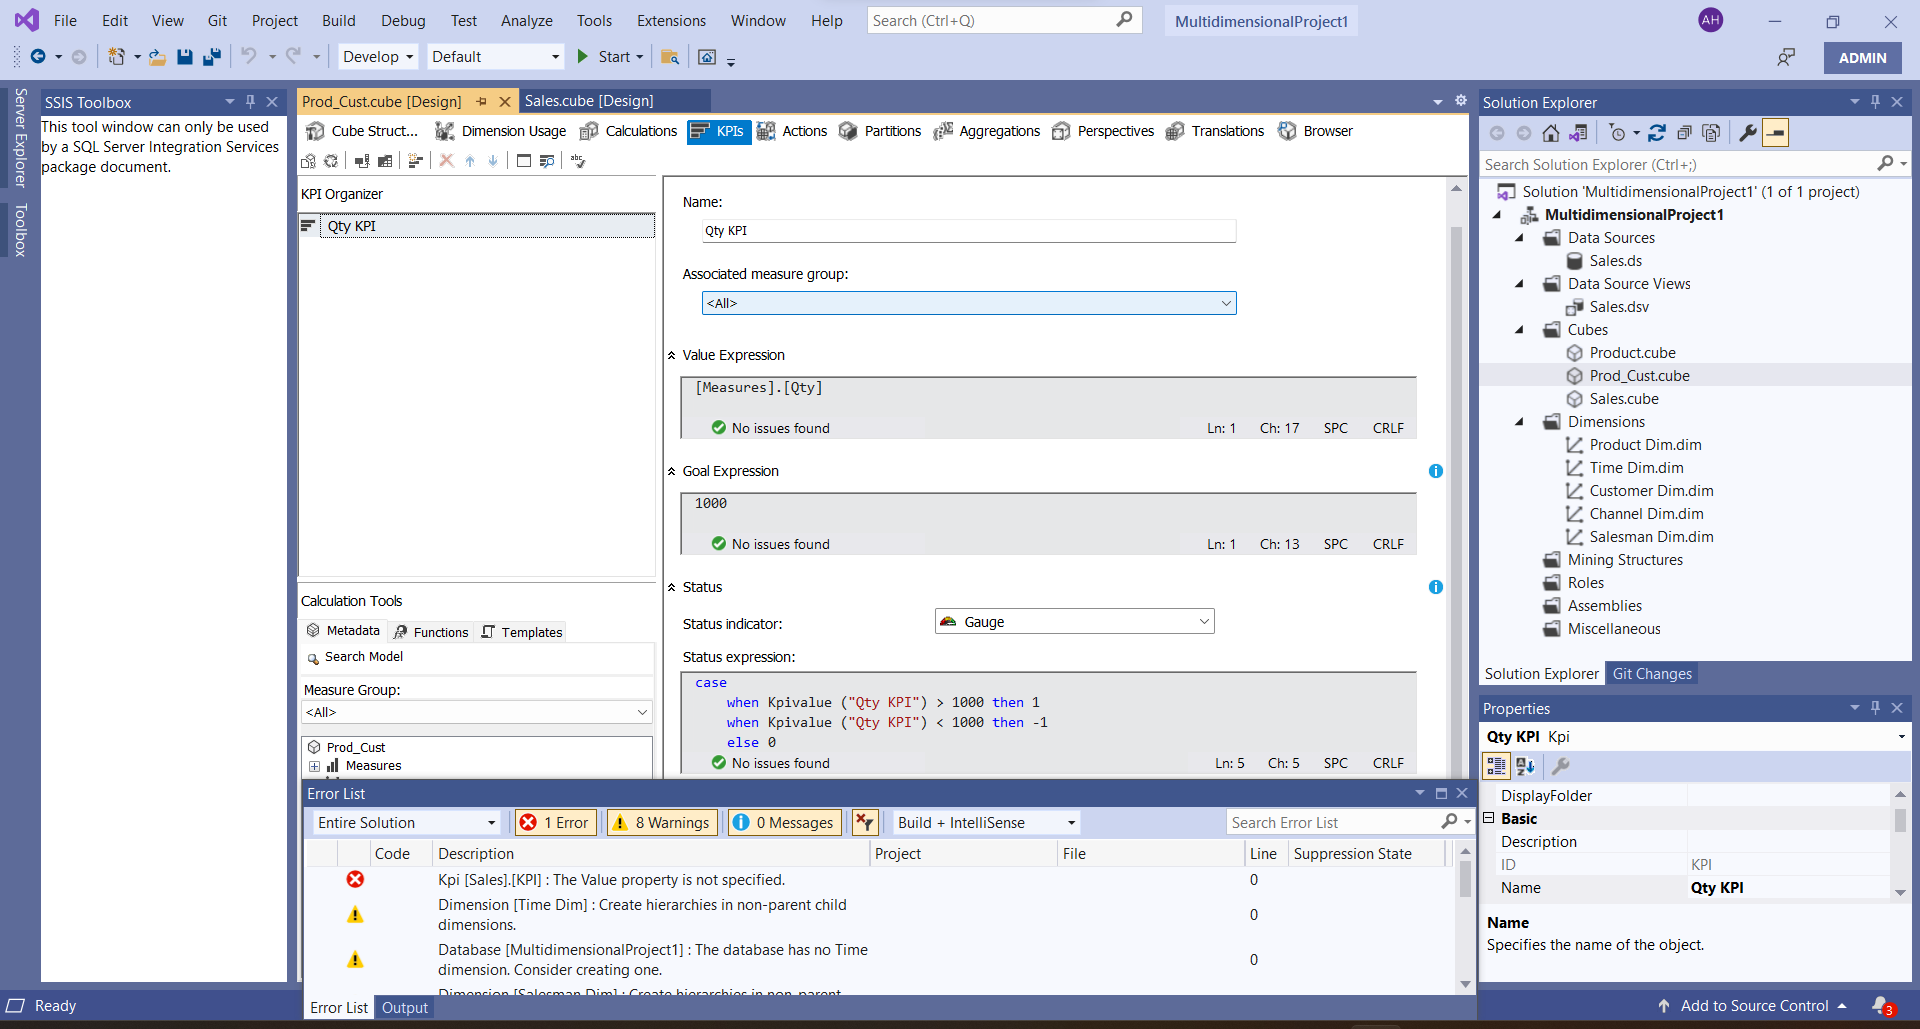 File Edit View Git Project Build Debug Test Analyze Tools Extensions Window Help Search (Ctrl+Q) MultidimensionalProject1 AH
Develop Default Start ADMIN
Server Explorer
Toolbox
SSIS Toolbox
This tool window can only be used
by a SQL Server Integration Services
package document.
Prod_Cust.cube [Design] Sales.cube [Design]
Cube Struct... Dimension Usage Calculations KPIs Actions Partitions Aggregations Perspectives Translations Browser
abc
KPI Organizer
Qty KPI
Calculation Tools
Metadata Functions Templates
Search Model
Measure Group:
<All>
Prod_Cust
Measures
Name:
Qty KPI
Associated measure group:
<All>
Value Expression
[Measures].[Qty]
No issues found Ln: 1 Ch: 17 SPC CRLF
Goal Expression
1000
No issues found Ln: 1 Ch: 13 SPC CRLF
Status
Status indicator: Gauge
Status expression:
case
when Kpivalue ("Qty KPI") > 1000 then 1
when Kpivalue ("Qty KPI") < 1000 then -1
else 0
No issues found Ln: 5 Ch: 5 SPC CRLF
Error List
Entire Solution 1 Error 8 Warnings 0 Messages Build + IntelliSense Search Error List
Code Description Project File Line Suppression State
Kpi [Sales].[KPI] : The Value property is not specified. 0
Dimension [Time Dim] : Create hierarchies in non-parent child
dimensions. 0
Database [MultidimensionalProject1] : The database has no Time
dimension. Consider creating one. 0
Dimension [Salesman Dim] : Create hierarchies in non-parent
Error List Output
Solution Explorer
Search Solution Explorer (Ctrl+;)
Solution 'MultidimensionalProject1' (1 of 1 project)
MultidimensionalProject1
Data Sources
Sales.ds
Data Source Views
Sales.dsv
Cubes
Product.cube
Prod_Cust.cube
Sales.cube
Dimensions
Product Dim.dim
Time Dim.dim
Customer Dim.dim
Channel Dim.dim
Salesman Dim.dim
Mining Structures
Roles
Assemblies
Miscellaneous
Solution Explorer Git Changes
Properties
Qty KPI Kpi
DisplayFolder
Basic
Description
ID KPI
Name Qty KPI
Name
Specifies the name of the object.
Ready Add to Source Control 3